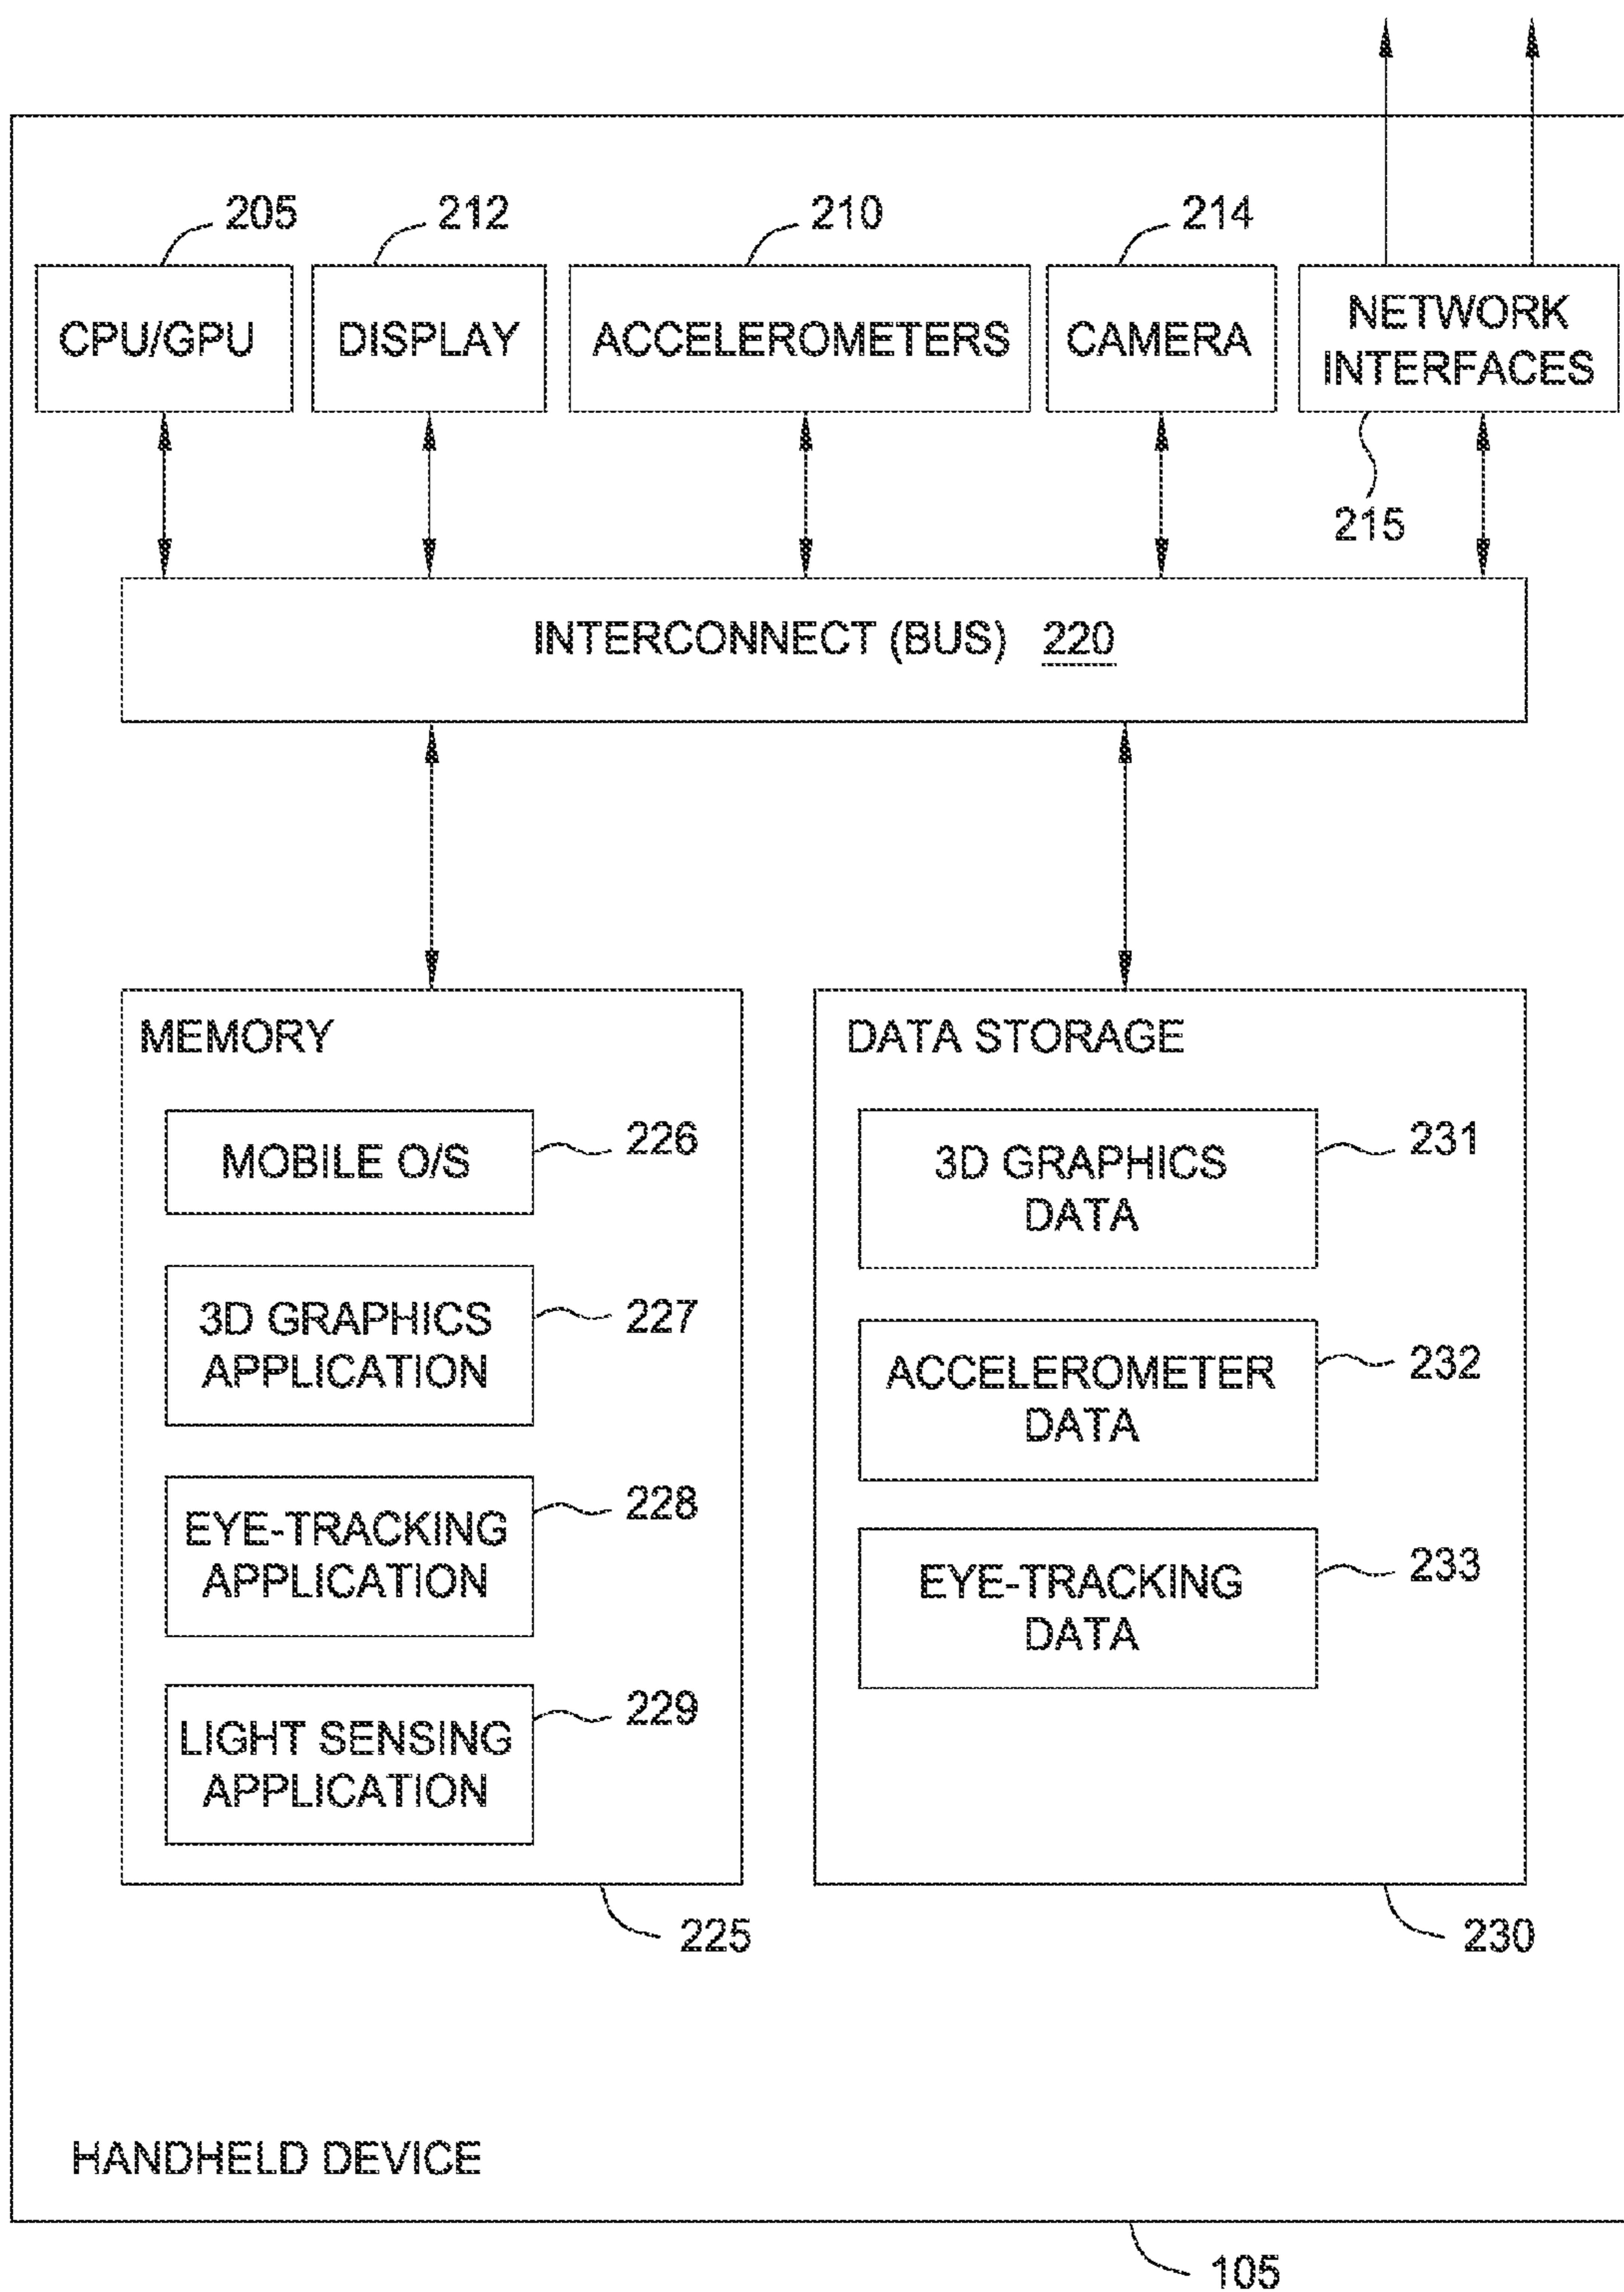 205
212
210
214
CPU/GPU
DISPLAY
ACCELEROMETERS
CAMERA
NETWORK
INTERFACES
215
INTERCONNECT (BUS) 220
MEMORY
MOBILE O/S
226
3D GRAPHICS
APPLICATION
227
EYE-TRACKING
APPLICATION
228
LIGHT SENSING
APPLICATION
229
225
DATA STORAGE
3D GRAPHICS
DATA
231
ACCELEROMETER
DATA
232
EYE-TRACKING
DATA
233
230
HANDHELD DEVICE
105